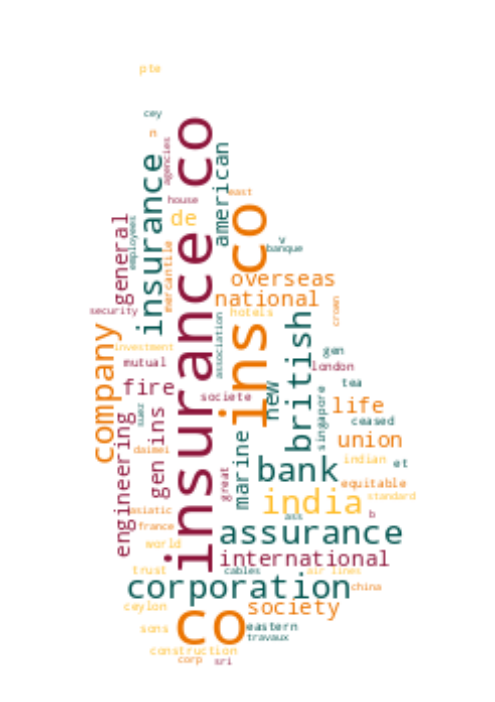 pte
cey
n
agencies
insurance co
american
insurance
house
east
de
ins co
general
employees
mercantile
v
banque
overseas
national
security
hotels
crown
association
british
company
investment
gen
mutual
london
fire
societe
new
tea
life
suez
gen ins
singapore
ceased
engineering
union
daimei
marine
bank
indian
et
great
equitable
india
standard
asiatic
ass
b
france
assurance
world
international
trust
cables
air lines
corporation
china
ceylon
society
co
sons
eastern
travaux
construction
corp
sri